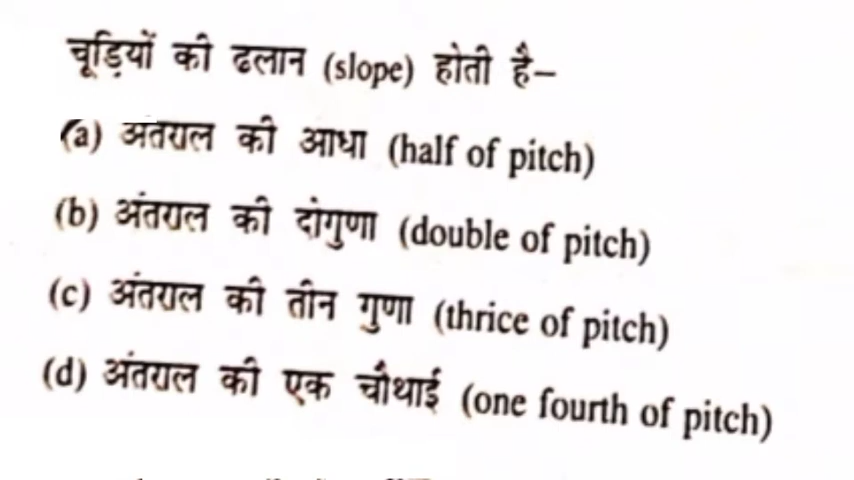 चूड़ियों की ढलान (slope) होती है–
(a) अंतराल की आधा (half of pitch)
(b) अंतराल की दोगुणा (double of pitch)
(c) अंतराल की तीन गुणा (thrice of pitch)
(d) अंतराल की एक चौथाई (one fourth of pitch)